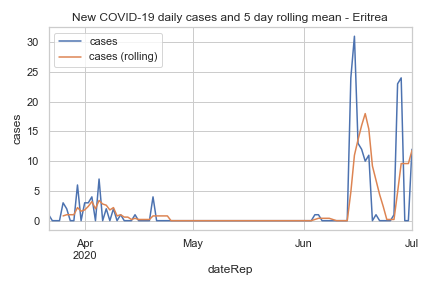 New COVID-19 daily cases and 5 day rolling mean - Eritrea
cases
cases (rolling)
30
25
20
15
10
5
0
cases
Apr
2020
May
Jun
Jul
dateRep